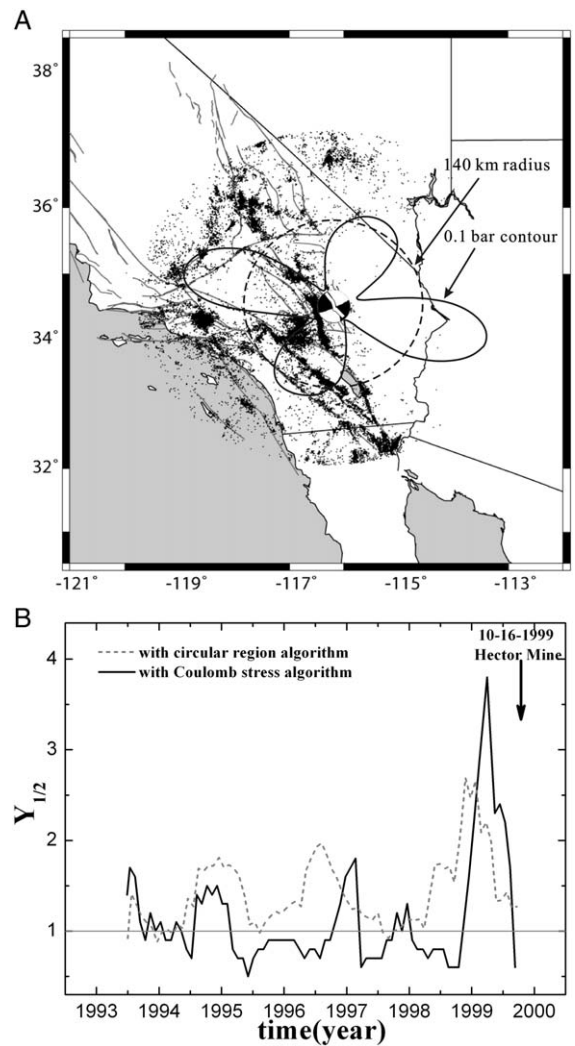 A
38°
36°
34°
32°
140 km radius
0.1 bar contour
-121° -119° -117° -115° -113°
B
10-16-1999
Hector Mine
with circular region algorithm
with Coulomb stress algorithm
4
3
2
1
Y1/2
1993 1994 1995 1996 1997 1998 1999 2000
time(year)